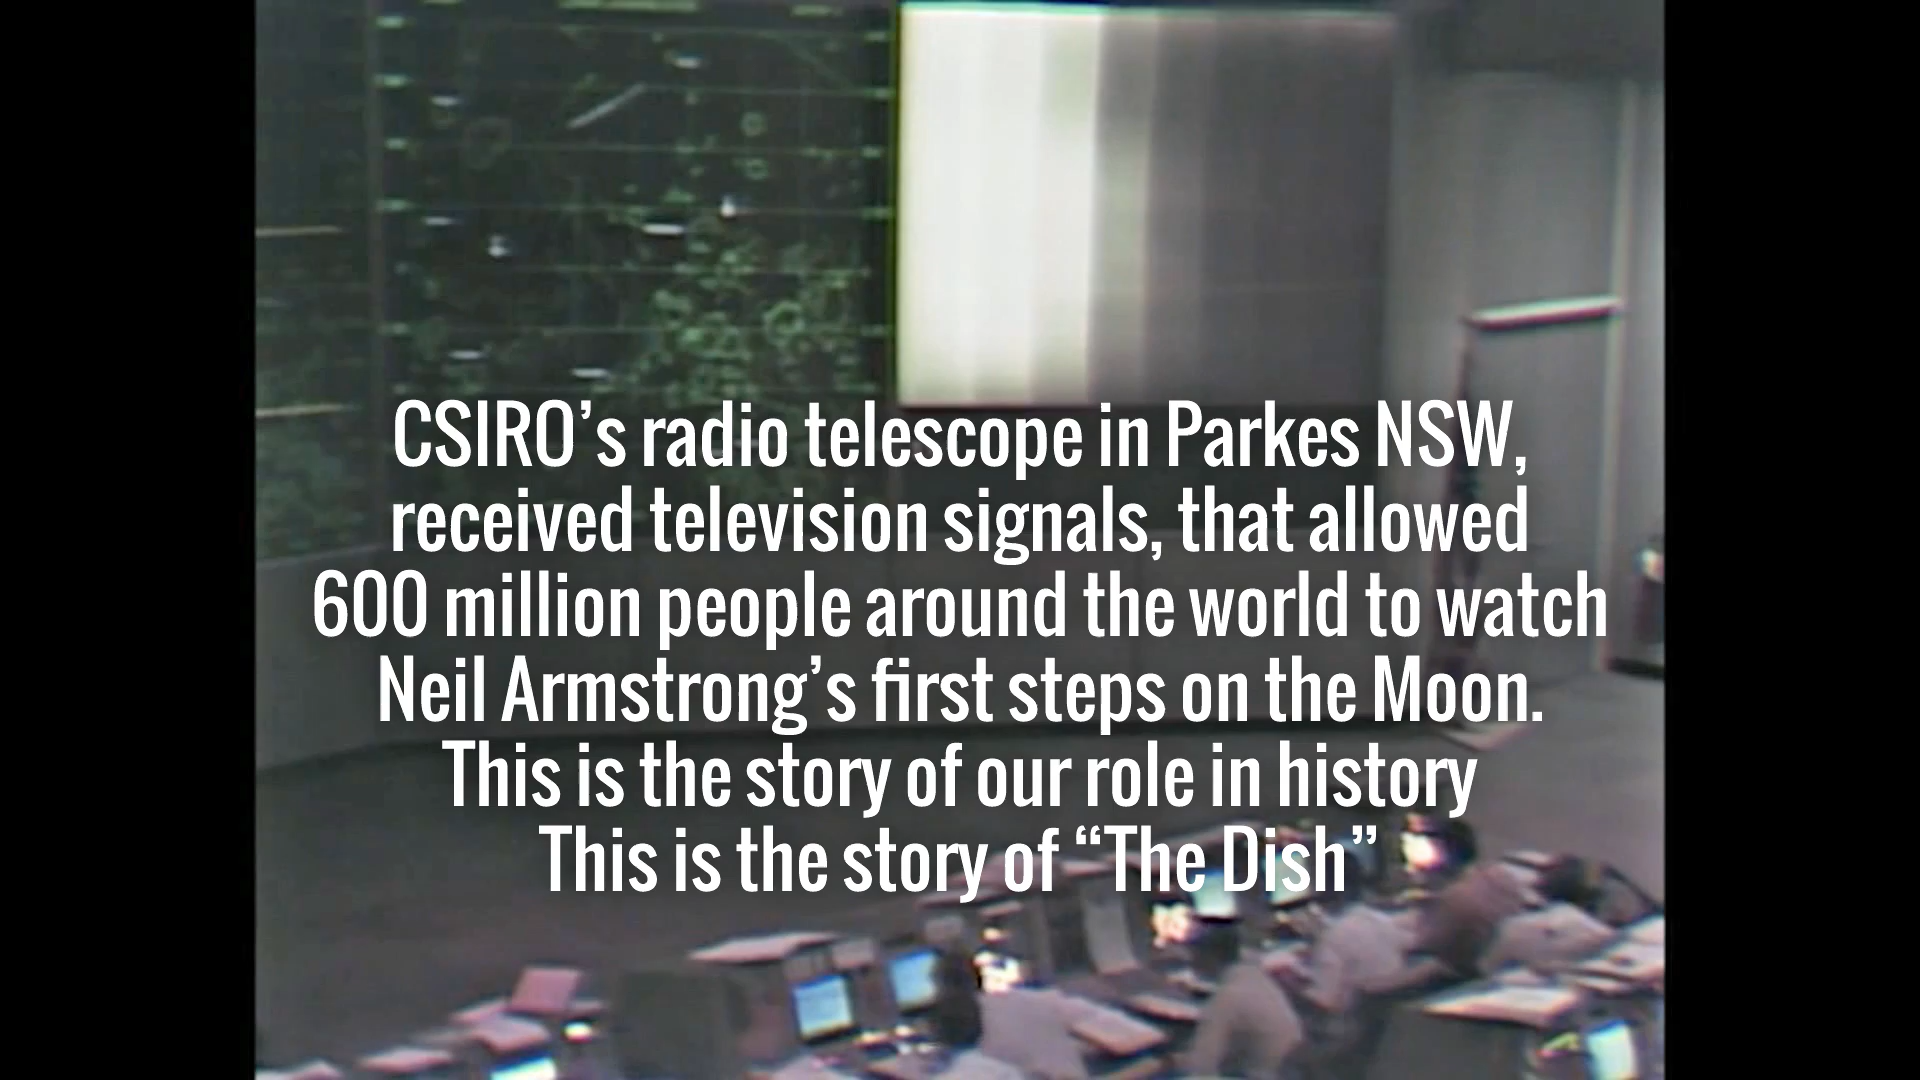 CSIRO’s radio telescope in Parkes NSW,
received television signals, that allowed
600 million people around the world to watch
Neil Armstrong’s first steps on the Moon.
This is the story of our role in history
This is the story of “The Dish”